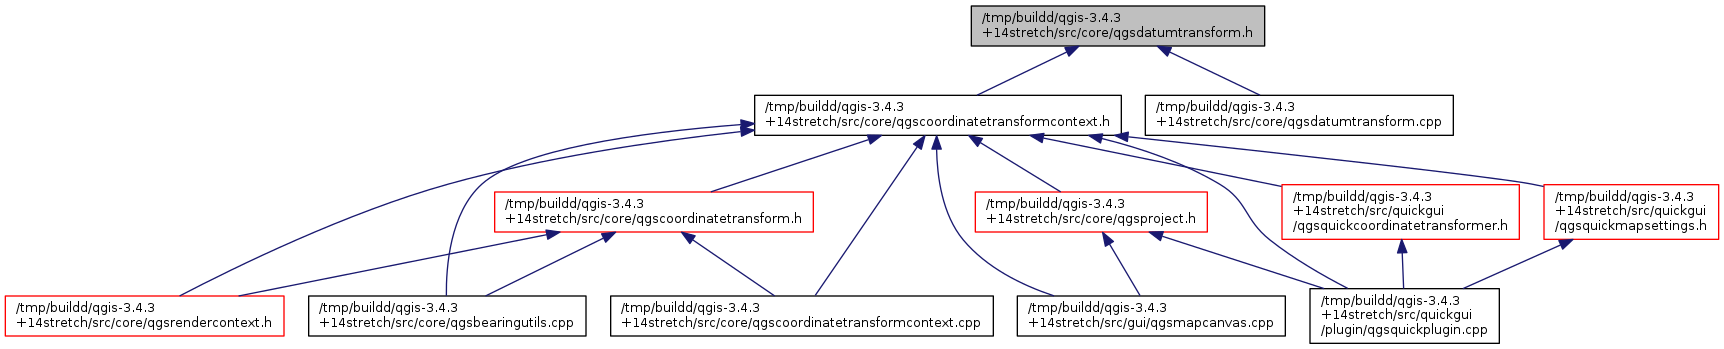 /tmp/buildd/qgis-3.4.3
+14stretch/src/core/qgsdatumtransform.h
/tmp/buildd/qgis-3.4.3
+14stretch/src/core/qgscoordinatetransformcontext.h
/tmp/buildd/qgis-3.4.3
+14stretch/src/core/qgsdatumtransform.cpp
/tmp/buildd/qgis-3.4.3
+14stretch/src/core/qgscoordinatetransform.h
/tmp/buildd/qgis-3.4.3
+14stretch/src/core/qgsproject.h
/tmp/buildd/qgis-3.4.3
+14stretch/src/quickgui
/qgsquickcoordinatetransformer.h
/tmp/buildd/qgis-3.4.3
+14stretch/src/quickgui
/qgsquickmapsettings.h
/tmp/buildd/qgis-3.4.3
+14stretch/src/core/qgsrendercontext.h
/tmp/buildd/qgis-3.4.3
+14stretch/src/core/qgsbearingutils.cpp
/tmp/buildd/qgis-3.4.3
+14stretch/src/core/qgscoordinatetransformcontext.cpp
/tmp/buildd/qgis-3.4.3
+14stretch/src/gui/qgsmapcanvas.cpp
/tmp/buildd/qgis-3.4.3
+14stretch/src/quickgui
/plugin/qgsquickplugin.cpp